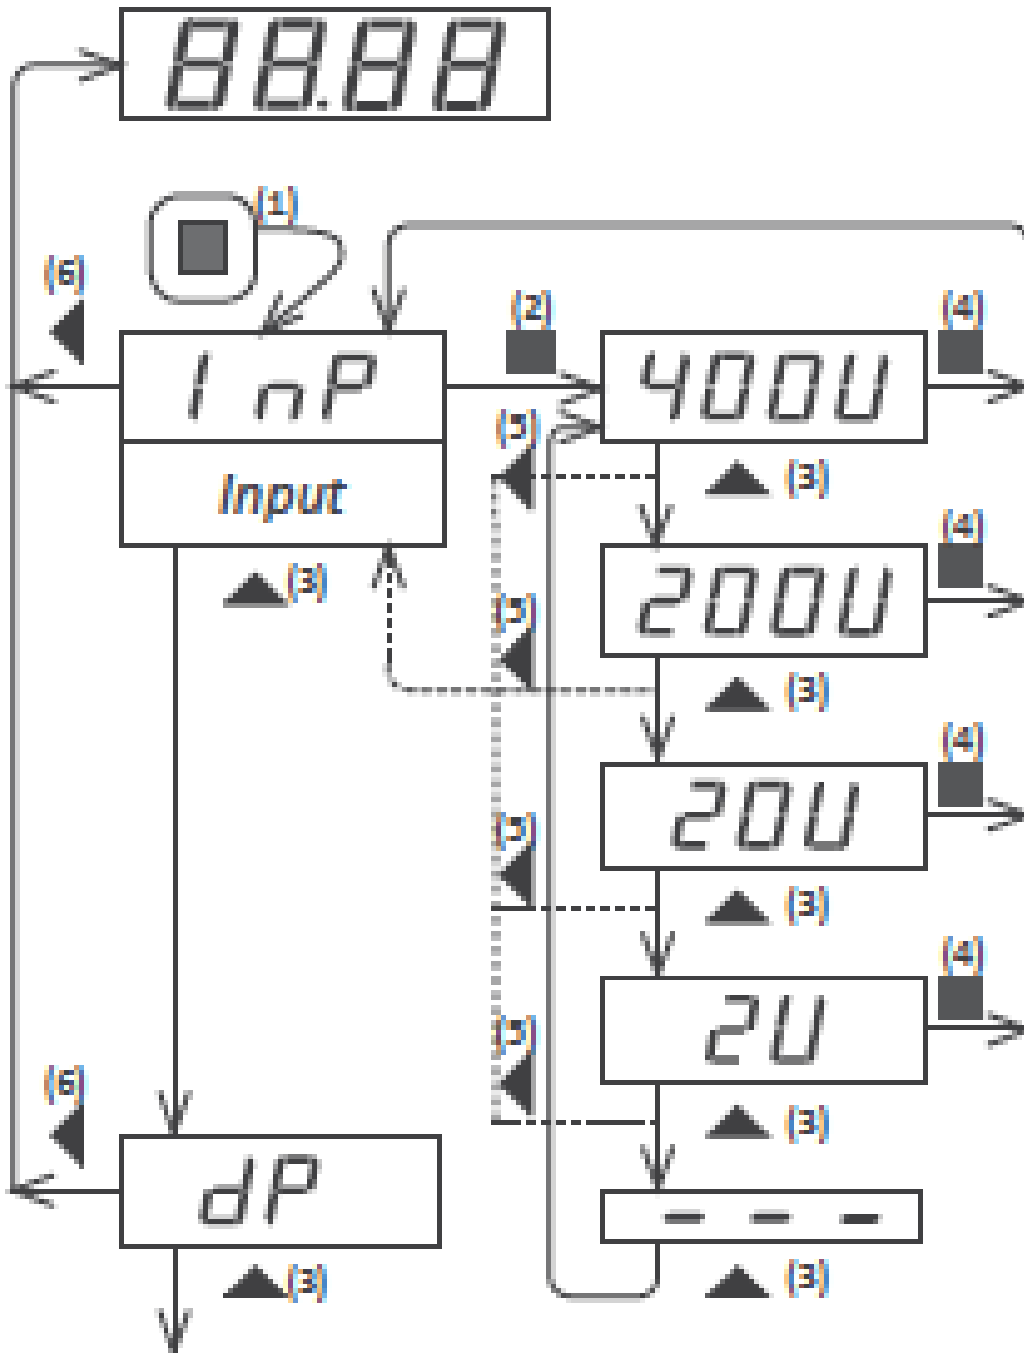 88.88
(1)
(6)
(2)
(4)
InP
400U
(5)
(3)
Input
(4)
(3)
200U
(5)
(3)
(4)
20U
(5)
(3)
(4)
2U
(5)
(6)
(3)
dP
- - -
(3)
(3)